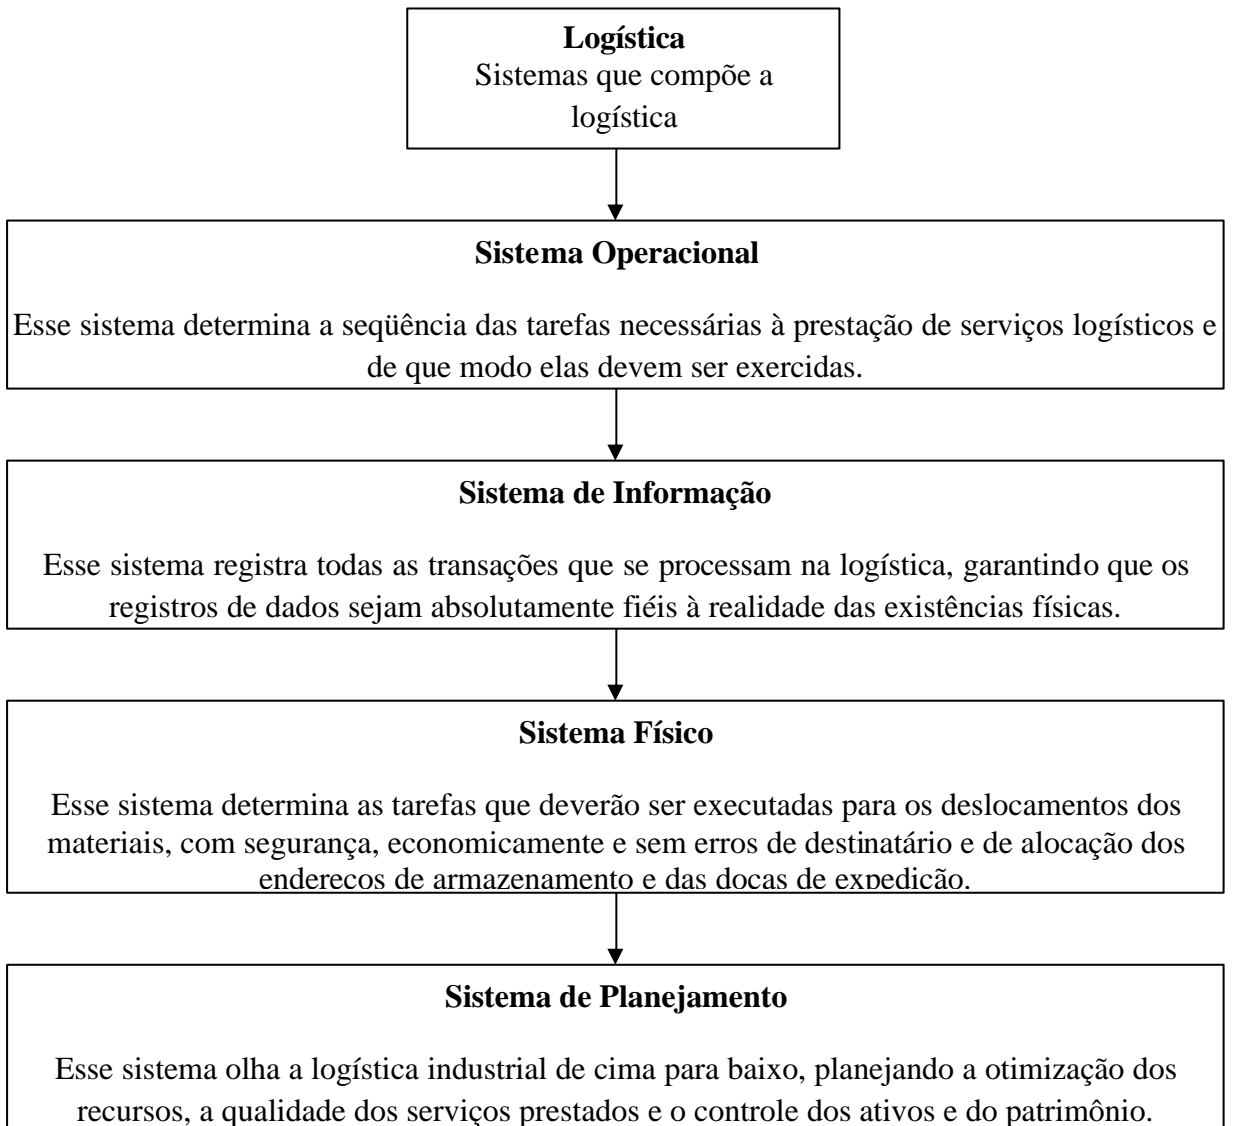 Logística
Sistemas que compõe a
logística
Sistema Operacional
Esse sistema determina a seqüência das tarefas necessárias à prestação de serviços logísticos e
de que modo elas devem ser exercidas.
Sistema de Informação
Esse sistema registra todas as transações que se processam na logística, garantindo que os
registros de dados sejam absolutamente fiéis à realidade das existências físicas.
Sistema Físico
Esse sistema determina as tarefas que deverão ser executadas para os deslocamentos dos
materiais, com segurança, economicamente e sem erros de destinatário e de alocação dos
endereços de armazenamento e das docas de expedição.
Sistema de Planejamento
Esse sistema olha a logística industrial de cima para baixo, planejando a otimização dos
recursos, a qualidade dos serviços prestados e o controle dos ativos e do patrimônio.